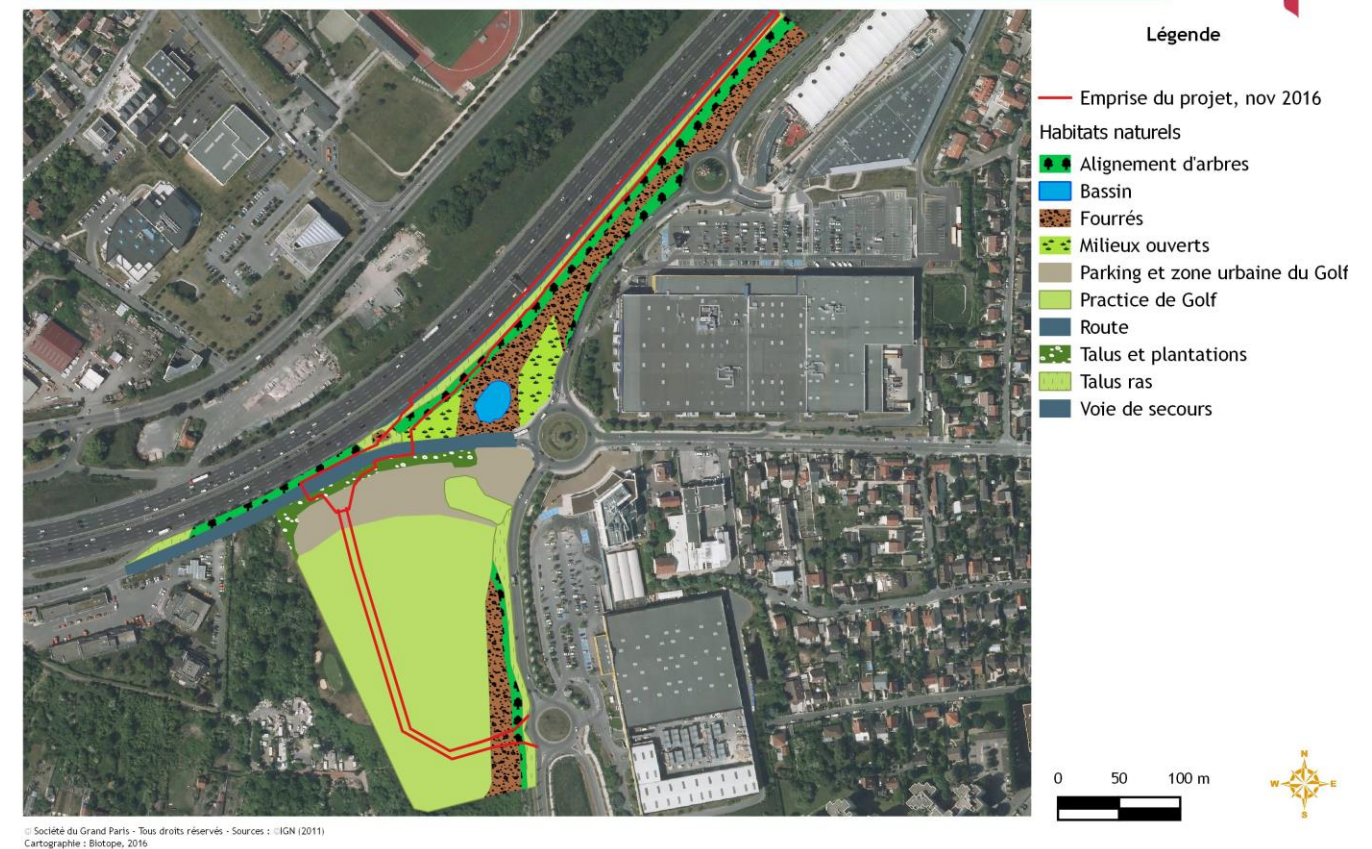 Légende
Emprise du projet, nov 2016
Habitats naturels
Alignement d'arbres
Bassin
Fourrés
Milieux ouverts
Parking et zone urbaine du Golf
Practice de Golf
Route
Talus et plantations
Talus ras
Voie de secours
0 50 100 m
N
W E
S
© Société du Grand Paris - Tous droits réservés - Sources : ©IGN (2011)
Cartographie : Biotope, 2016